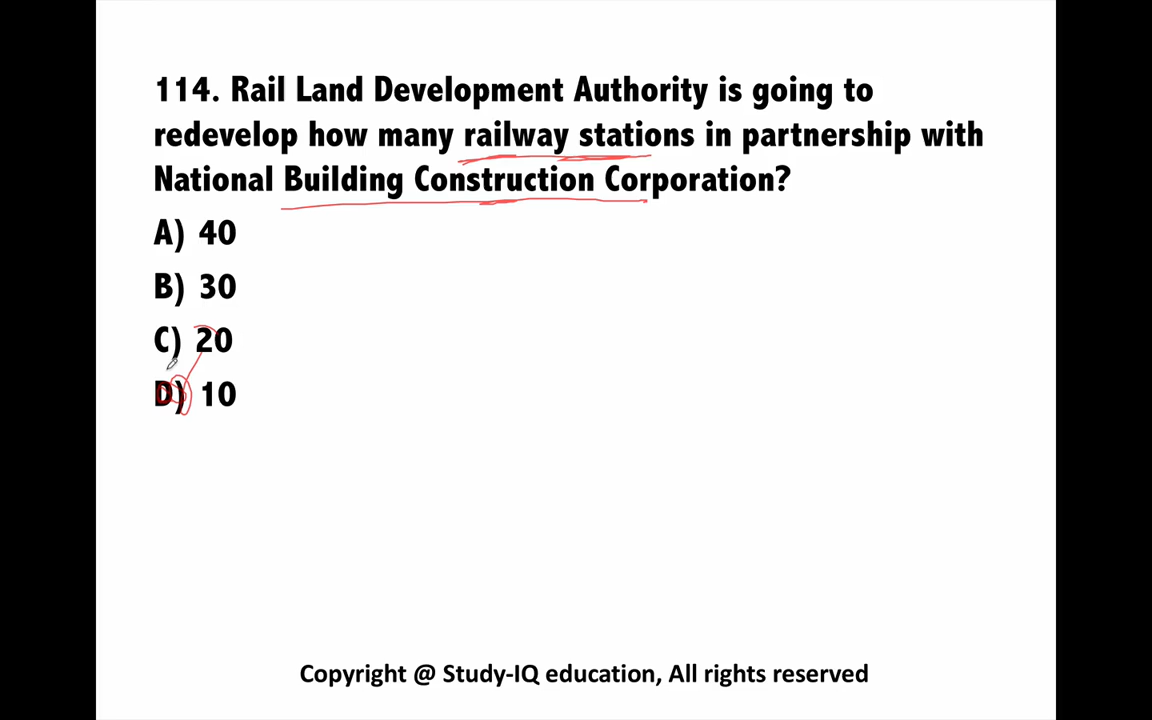 114. Rail Land Development Authority is going to
redevelop how many railway stations in partnership with
National Building Construction Corporation?
A) 40
B) 30
C) 20
D) 10
Copyright @ Study-IQ education, All rights reserved